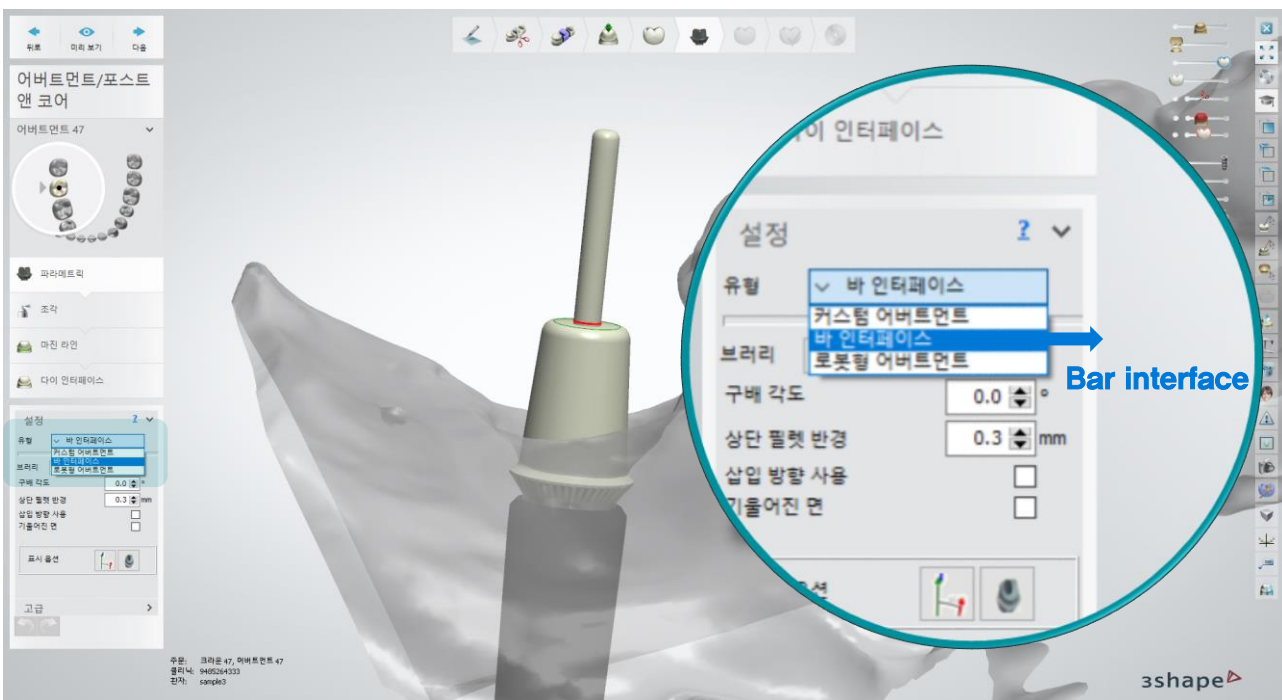 뒤로 미리 보기 다음
어버트먼트/포스트
앤 코어
어버트먼트 47
파라메트릭
조각
마진 라인
다이 인터페이스
설정 ?
유형 바 인터페이스
커스텀 어버트먼트
바 인터페이스
로봇형 어버트먼트
브러리
구배 각도 0.0 °
상단 필렛 반경 0.3 mm
삽입 방향 사용
기울어진 면
표시 옵션
고급
주문: 크라운 47, 어버트먼트 47
클리닉: 9485264333
환자: sample3
이 인터페이스
설정 ?
유형 바 인터페이스
커스텀 어버트먼트
바 인터페이스
로봇형 어버트먼트
브러리
Bar interface
구배 각도 0.0 °
상단 필렛 반경 0.3 mm
삽입 방향 사용
기울어진 면
옵션
3shape